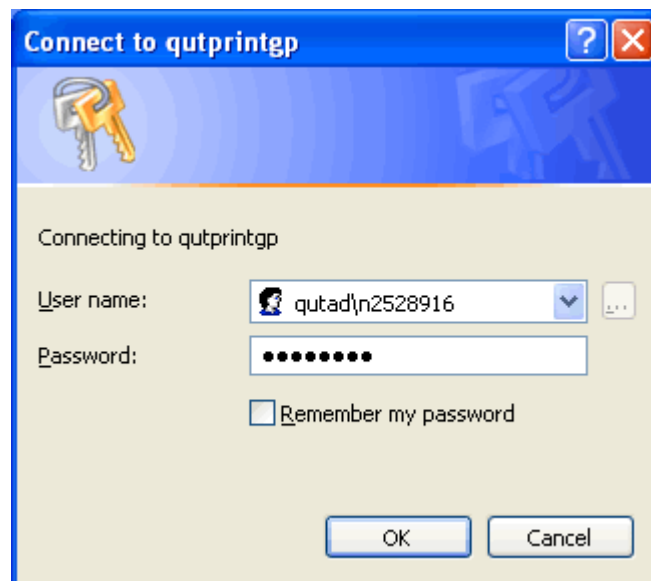 Connect to qutprintgp
Connecting to qutprintgp
User name: qutad\n2528916 ...
Password: ●●●●●●●●
Remember my password
OK Cancel